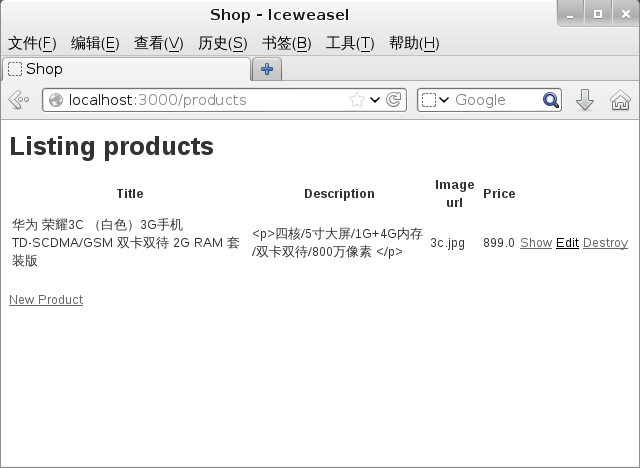 Shop - Iceweasel
文件(F) 编辑(E) 查看(V) 历史(S) 书签(B) 工具(T) 帮助(H)
Shop
localhost:3000/products Google
Listing products
Title Description Image url Price
华为 荣耀3C （白色）3G手机
TD-SCDMA/GSM 双卡双待 2G RAM 套
装版
<p>四核/5寸大屏/1G+4G内存
/双卡双待/800万像素 </p>
3c.jpg 899.0 Show Edit Destroy
New Product